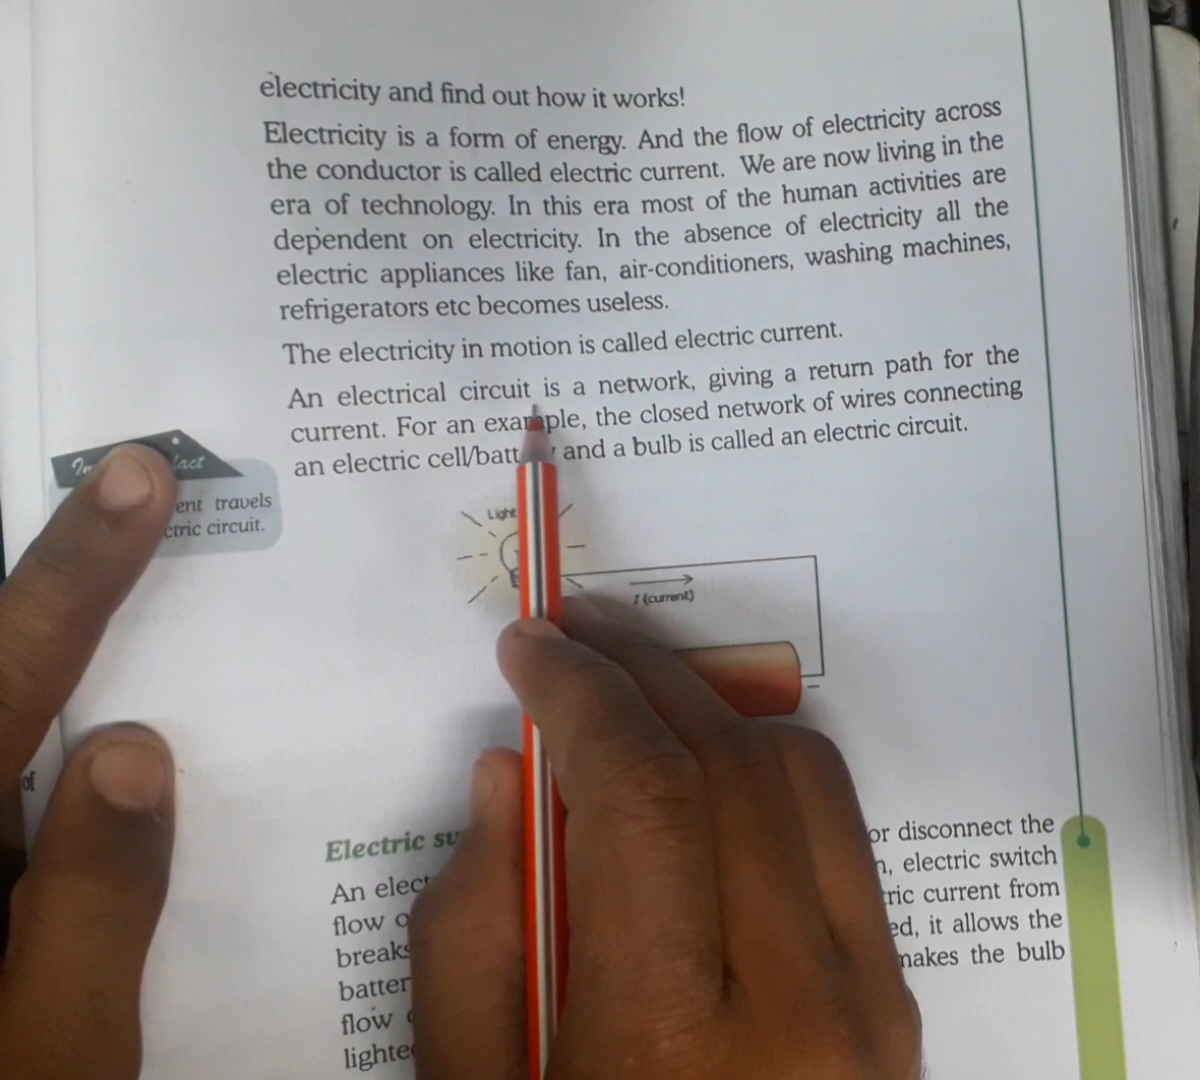 electricity and find out how it works!
Electricity is a form of energy. And the flow of electricity across
the conductor is called electric current. We are now living in the
era of technology. In this era most of the human activities are
dependent on electricity. In the absence of electricity all the
electric appliances like fan, air-conditioners, washing machines,
refrigerators etc becomes useless.
The electricity in motion is called electric current.
An electrical circuit is a network, giving a return path for the
current. For an example, the closed network of wires connecting
an electric cell/batt and a bulb is called an electric circuit.
lact
ent travels
ctric circuit.
Light
I (current)
–
of
Electric
or disconnect the
An elect
electric switch
flow
ric current from
breaks
ed, it allows the
batter
makes the bulb
flow
lighte